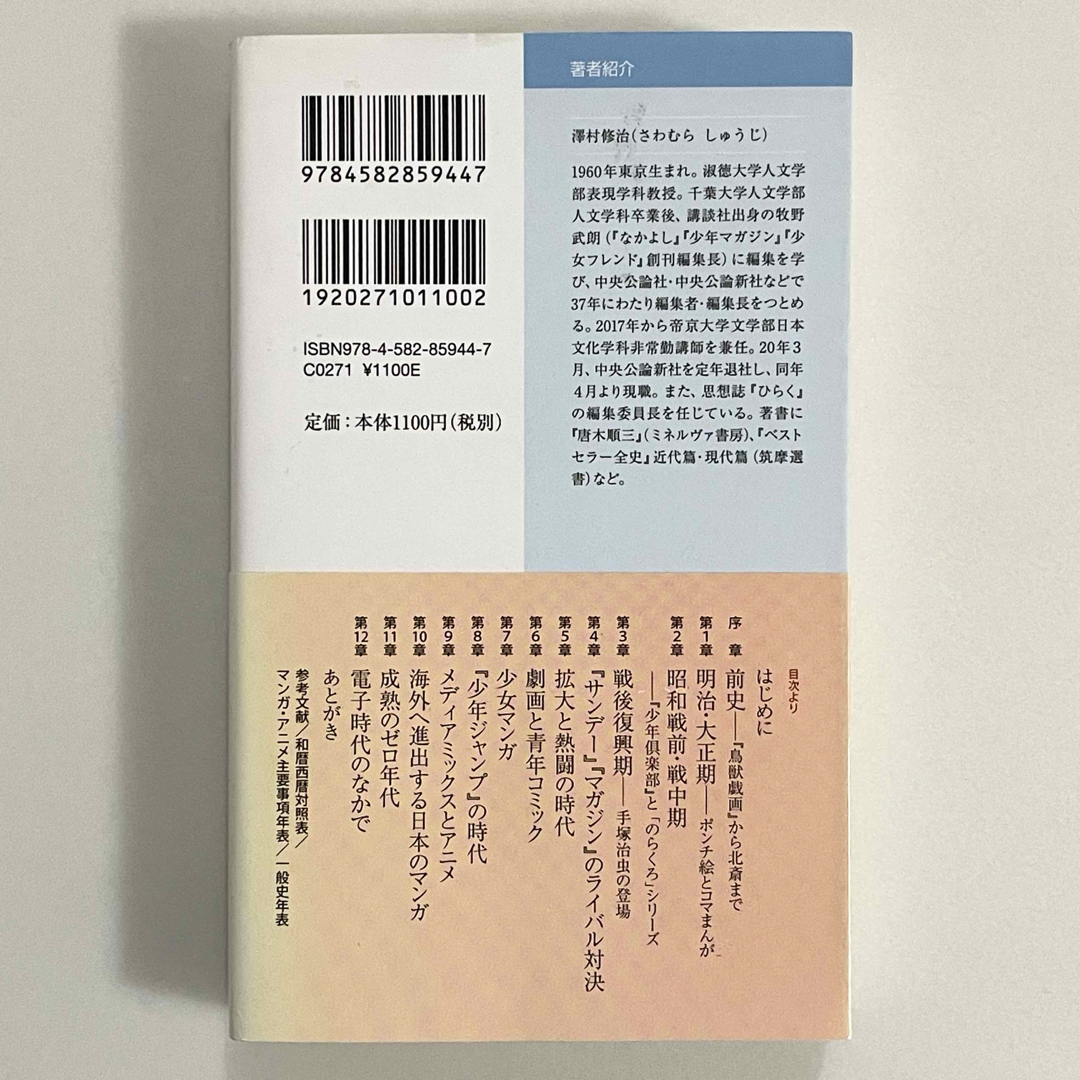 9784582859447
1920271011002
ISBN978-4-582-85944-7
C0271 ¥1100E
定価：本体1100円（税別）
著者紹介
澤村修治（さわむら しゅうじ）
1960年東京生まれ。淑徳大学人文学
部表現学科教授。千葉大学人文学部
人文学科卒業後、講談社出身の牧野
武朗（『なかよし』『少年マガジン』『少
女フレンド』創刊編集長）に編集を学
び、中央公論社・中央公論新社などで
37年にわたり編集者・編集長をつとめ
る。2017年から帝京大学文学部日本
文化学科非常勤講師を兼任。20年3
月、中央公論新社を定年退社し、同年
4月より現職。また、思想誌『ひらく』
の編集委員長を任じている。著書に
『唐木順三』（ミネルヴァ書房）、『ベスト
セラー全史』近代篇・現代篇（筑摩選
書）など。
目次より
はじめに
序 章 前史——『鳥獣戯画』から北斎まで
第1章 明治・大正期——ポンチ絵とコマまんが
第2章 昭和戦前・戦中期
——『少年倶楽部』と「のらくろ」シリーズ
第3章 戦後復興期——手塚治虫の登場
第4章 『サンデー』『マガジン』のライバル対決
第5章 拡大と熱闘の時代
第6章 劇画と青年コミック
第7章 少女マンガ
第8章 『少年ジャンプ』の時代
第9章 メディアミックスとアニメ
第10章 海外へ進出する日本のマンガ
第11章 成熟のゼロ年代
第12章 電子時代のなかで
あとがき
参考文献／和暦西暦対照表／
マンガ・アニメ主要事項年表／一般史年表